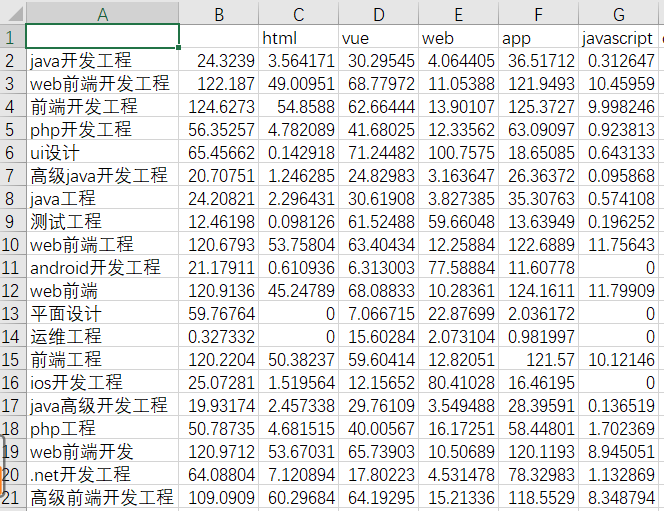 A B C D E F G
1 html vue web app javascript
2 java开发工程 24.3239 3.564171 30.29545 4.064405 36.51712 0.312647
3 web前端开发工程 122.187 49.00951 68.77972 11.05388 121.9493 10.45959
4 前端开发工程 124.6273 54.8588 62.66444 13.90107 125.3727 9.998246
5 php开发工程 56.35257 4.782089 41.68025 12.33562 63.09097 0.923813
6 ui设计 65.45662 0.142918 71.24482 100.7575 18.65085 0.643133
7 高级java开发工程 20.70751 1.246285 24.82983 3.163647 26.36372 0.095868
8 java工程 24.20821 2.296431 30.61908 3.827385 35.30763 0.574108
9 测试工程 12.46198 0.098126 61.52488 59.66048 13.63949 0.196252
10 web前端工程 120.6793 53.75804 63.40434 12.25884 122.6889 11.75643
11 android开发工程 21.17911 0.610936 6.313003 77.58884 11.60778 0
12 web前端 120.9136 45.24789 68.08833 10.28361 124.1611 11.79909
13 平面设计 59.76764 0 7.066715 22.87699 2.036172 0
14 运维工程 0.327332 0 15.60284 2.073104 0.981997 0
15 前端工程 120.2204 50.38237 59.60414 12.82051 121.57 10.12146
16 ios开发工程 25.07281 1.519564 12.15652 80.41028 16.46195 0
17 java高级开发工程 19.93174 2.457338 29.76109 3.549488 28.39591 0.136519
18 php工程 50.78735 4.681515 40.00567 16.17251 58.44801 1.702369
19 web前端开发 120.9712 53.67031 65.73903 10.50689 120.1193 8.945051
20 .net开发工程 64.08804 7.120894 17.80223 4.531478 78.32983 1.132869
21 高级前端开发工程 109.0909 60.29684 64.19295 15.21336 118.5529 8.348794